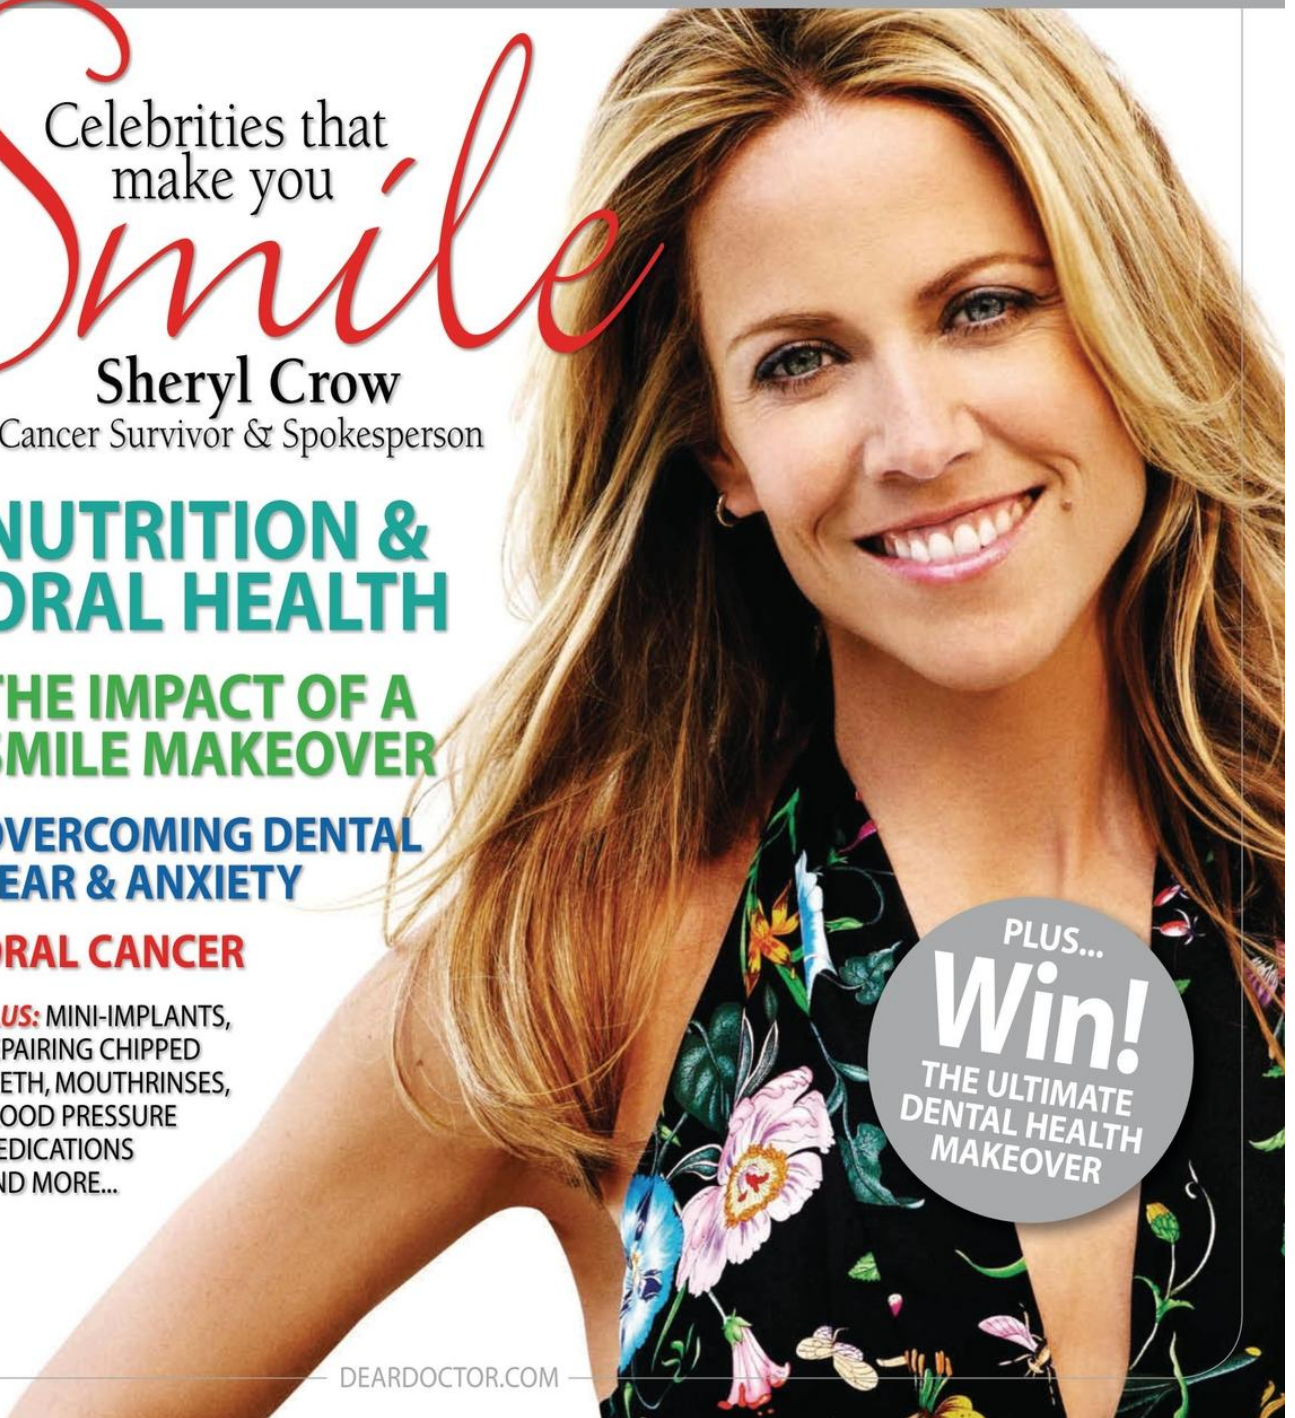 Celebrities that
make you
Smile
Sheryl Crow
Cancer Survivor & Spokesperson
NUTRITION &
ORAL HEALTH
THE IMPACT OF A
SMILE MAKEOVER
OVERCOMING DENTAL
EAR & ANXIETY
ORAL CANCER
US: MINI-IMPLANTS,
PAIRING CHIPPED
ETH, MOUTHRINSES,
OOD PRESSURE
EDICATIONS
ND MORE...
PLUS...
Win!
THE ULTIMATE
DENTAL HEALTH
MAKEOVER
DEARDOCTOR.COM